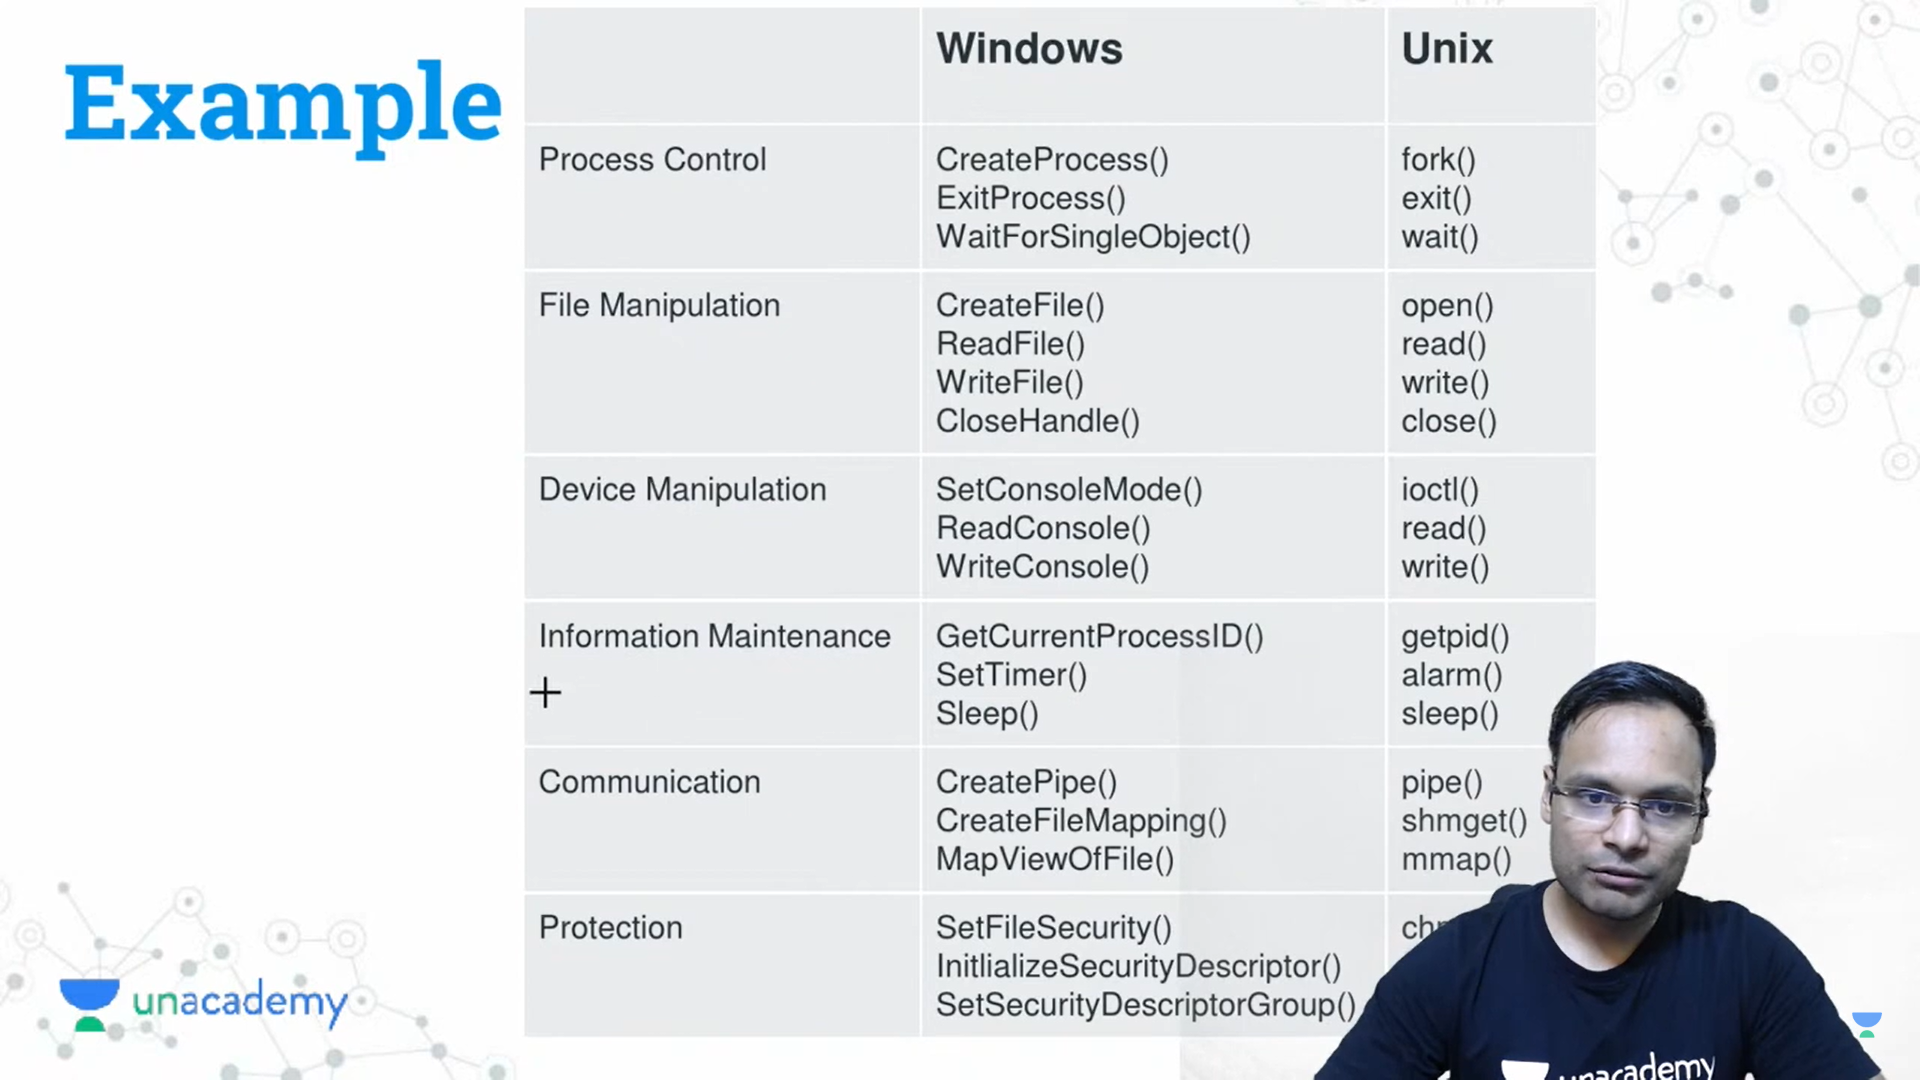 Example
Windows
Unix
Process Control
CreateProcess()
ExitProcess()
WaitForSingleObject()
fork()
exit()
wait()
File Manipulation
CreateFile()
ReadFile()
WriteFile()
CloseHandle()
open()
read()
write()
close()
Device Manipulation
SetConsoleMode()
ReadConsole()
WriteConsole()
ioctl()
read()
write()
Information Maintenance
GetCurrentProcessID()
SetTimer()
Sleep()
getpid()
alarm()
sleep()
Communication
CreatePipe()
CreateFileMapping()
MapViewOfFile()
pipe()
shmget()
mmap()
Protection
SetFileSecurity()
InitlializeSecurityDescriptor()
SetSecurityDescriptorGroup()
unacademy
unacademy